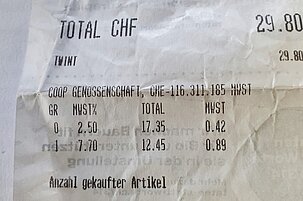 TOTAL CHF 29.80
TWINT 29.80
COOP GENOSSENSCHAFT, CHE-116.311.185 MWST
GR MWST% TOTAL MWST
0 2.50 17.35 0.42
1 7.70 12.45 0.89
Anzahl gekaufter Artikel